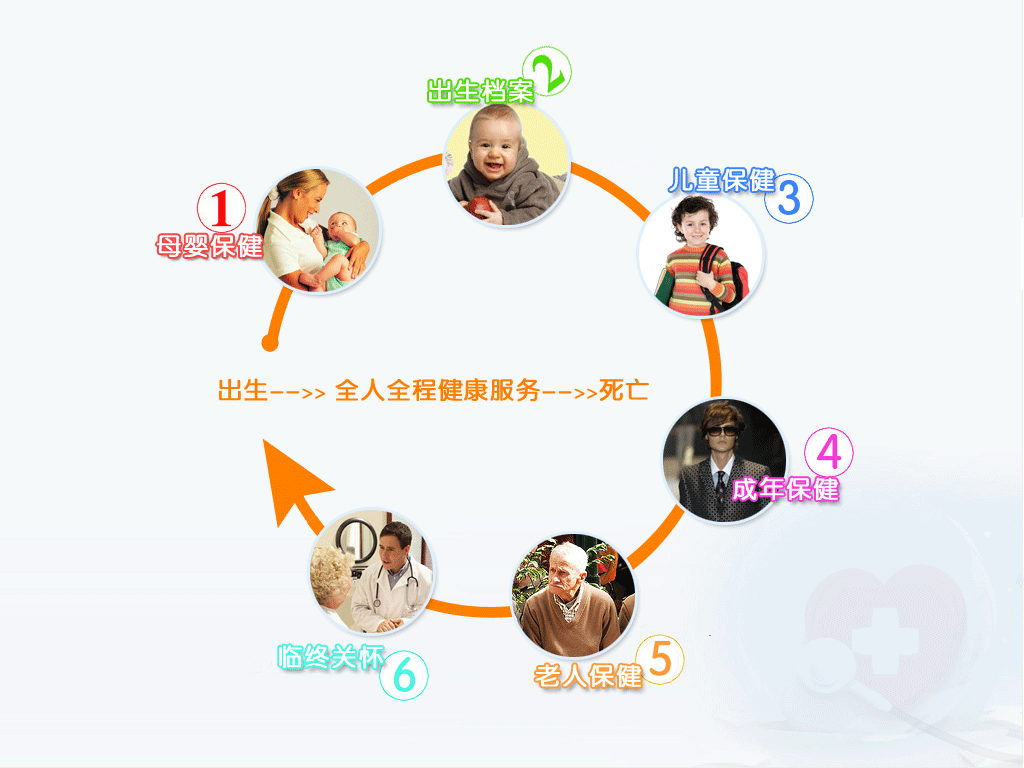 2
出生档案
1
母婴保健
儿童保健
3
出生-->> 全人全程健康服务-->>死亡
4
成年保健
5
老人保健
临终关怀
6